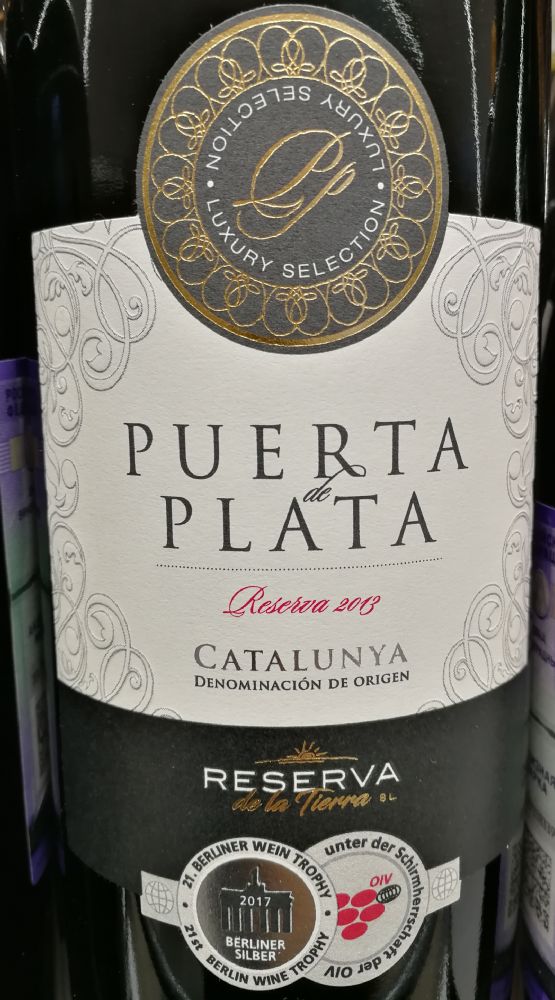 LUXURY SELECTION • LUXURY SELECTION •
PUERTA
de
PLATA
Reserva 2013
CATALUNYA
DENOMINACIÓN DE ORIGEN
RESERVA
de la Tierra SL
21. BERLINER WEIN TROPHY
2017
BERLINER
SILBER
21st BERLIN WINE TROPHY
unter der Schirmherrschaft der OIV
OIV